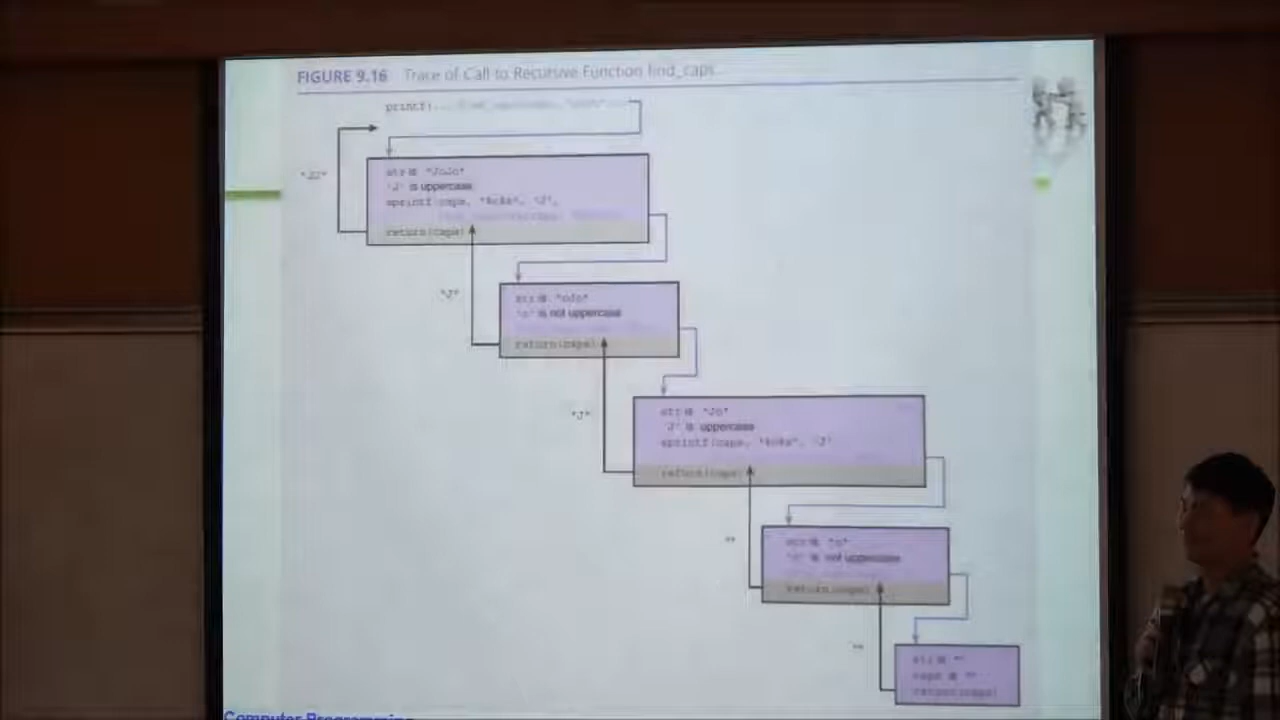 FIGURE 9.16 Trace of Call to Recursive Function find_caps
printf(
"JJ"
str is "JoJo"
'J' is uppercase
sprintf(caps, "%c%s", 'J',
return(caps)
"J"
str is "oJo"
'o' is not uppercase
return(caps)
"J"
str is "Jo"
'J' is uppercase
sprintf(caps, "%c%s", 'J'
return(caps)
""
str is "o"
'o' is not uppercase
return(caps)
""
str is ""
caps is ""
return(caps)
Computer Programming